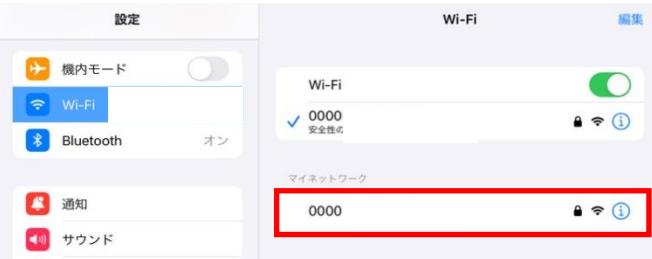 設定
機内モード
Wi-Fi
Bluetooth
オン
通知
サウンド
Wi-Fi
編集
Wi-Fi
0000
安全性の
マイネットワーク
0000